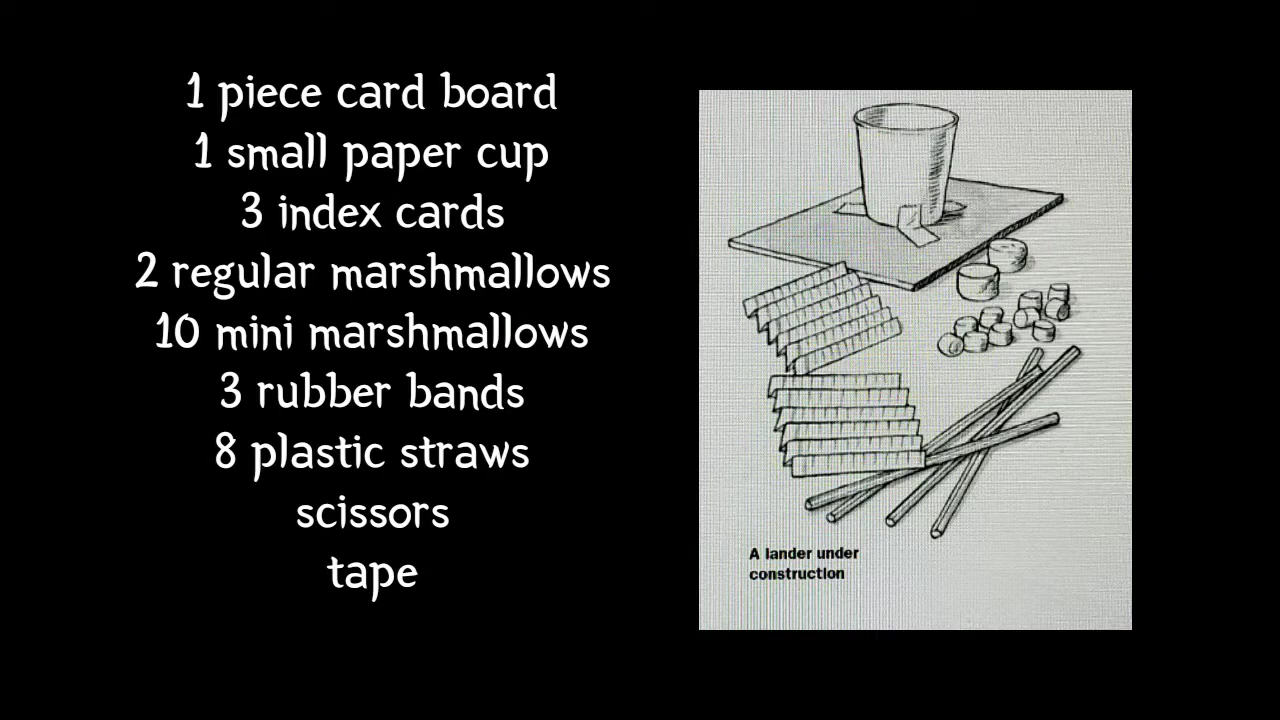 1 piece card board
1 small paper cup
3 index cards
2 regular marshmallows
10 mini marshmallows
3 rubber bands
8 plastic straws
scissors
tape
A lander under
construction